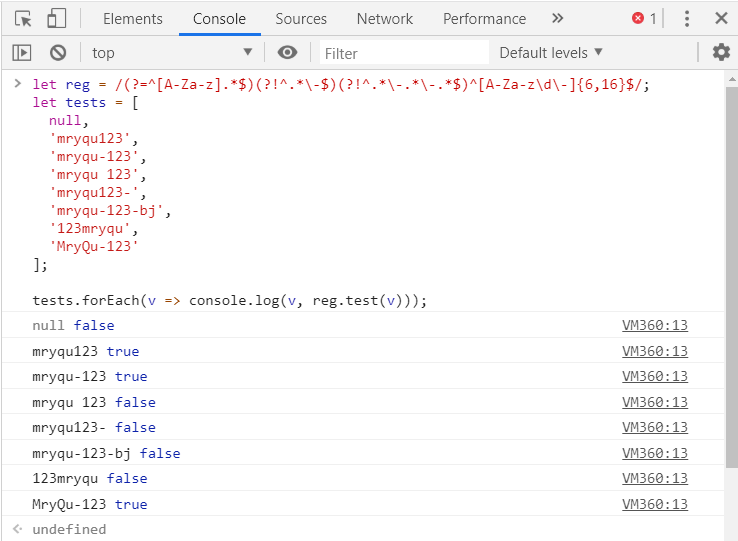 Elements Console Sources Network Performance » 1
top Filter Default levels
> let reg = /(?=^[A-Za-z].*$)(?!^.*\-$)(?!^.*\-.*\-.*$)^[A-Za-z\d\-]{6,16}$/;
let tests = [
null,
'mryqu123',
'mryqu-123',
'mryqu 123',
'mryqu123-',
'mryqu-123-bj',
'123mryqu',
'MryQu-123'
];
tests.forEach(v => console.log(v, reg.test(v)));
null false VM360:13
mryqu123 true VM360:13
mryqu-123 true VM360:13
mryqu 123 false VM360:13
mryqu123- false VM360:13
mryqu-123-bj false VM360:13
123mryqu false VM360:13
MryQu-123 true VM360:13
undefined